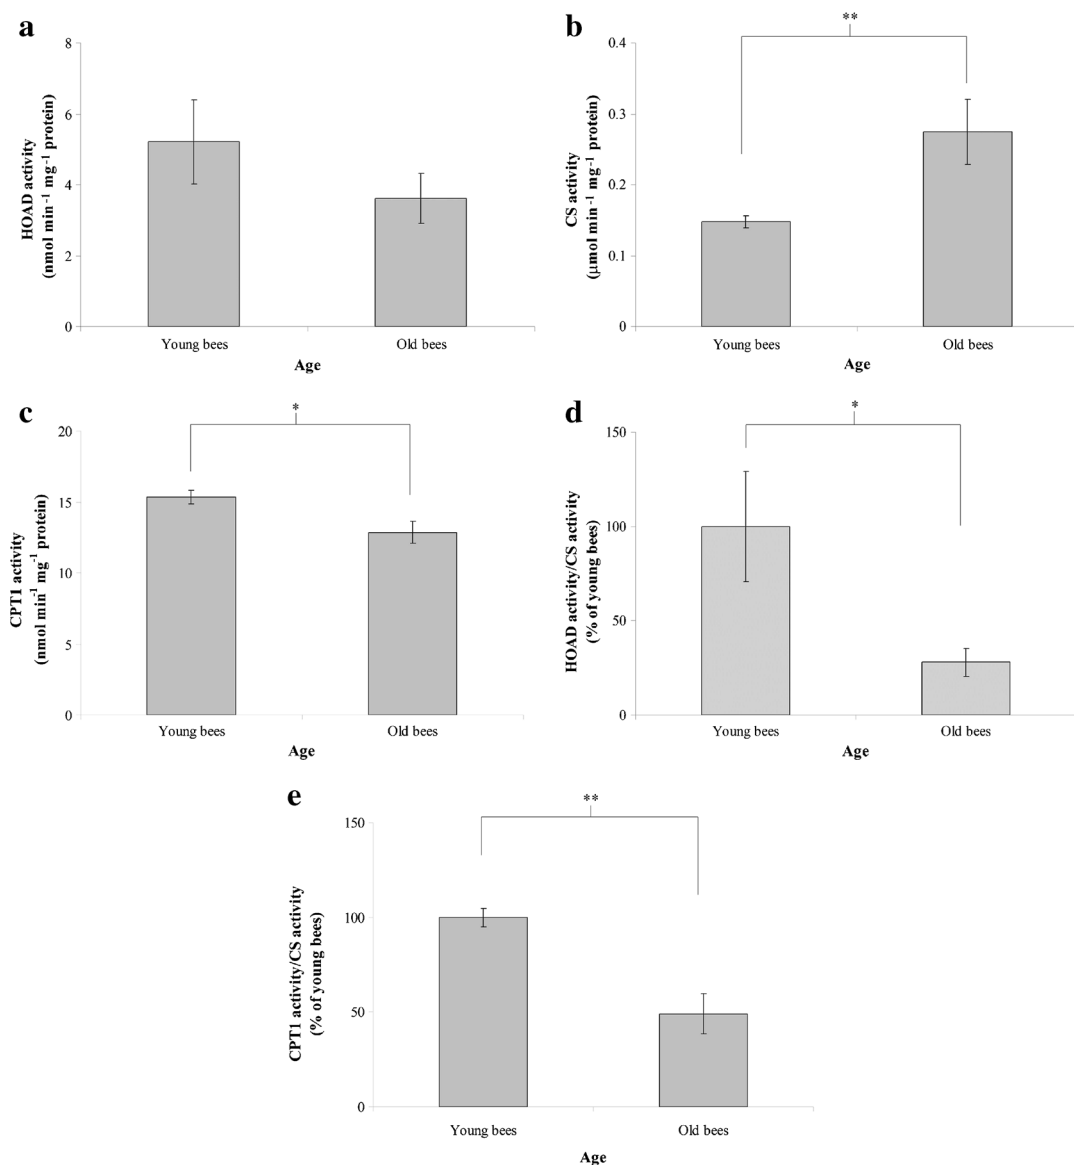 a
8
6
4
2
0
HOAD activity
(nmol min⁻¹ mg⁻¹ protein)
Young bees
Old bees
Age
b
**
0.4
0.3
0.2
0.1
0
CS activity
(µmol min⁻¹ mg⁻¹ protein)
Young bees
Old bees
Age
c
*
20
15
10
5
0
CPT1 activity
(nmol min⁻¹ mg⁻¹ protein)
Young bees
Old bees
Age
d
*
150
100
50
0
HOAD activity/CS activity
(% of young bees)
Young bees
Old bees
Age
e
**
150
100
50
0
CPT1 activity/CS activity
(% of young bees)
Young bees
Old bees
Age